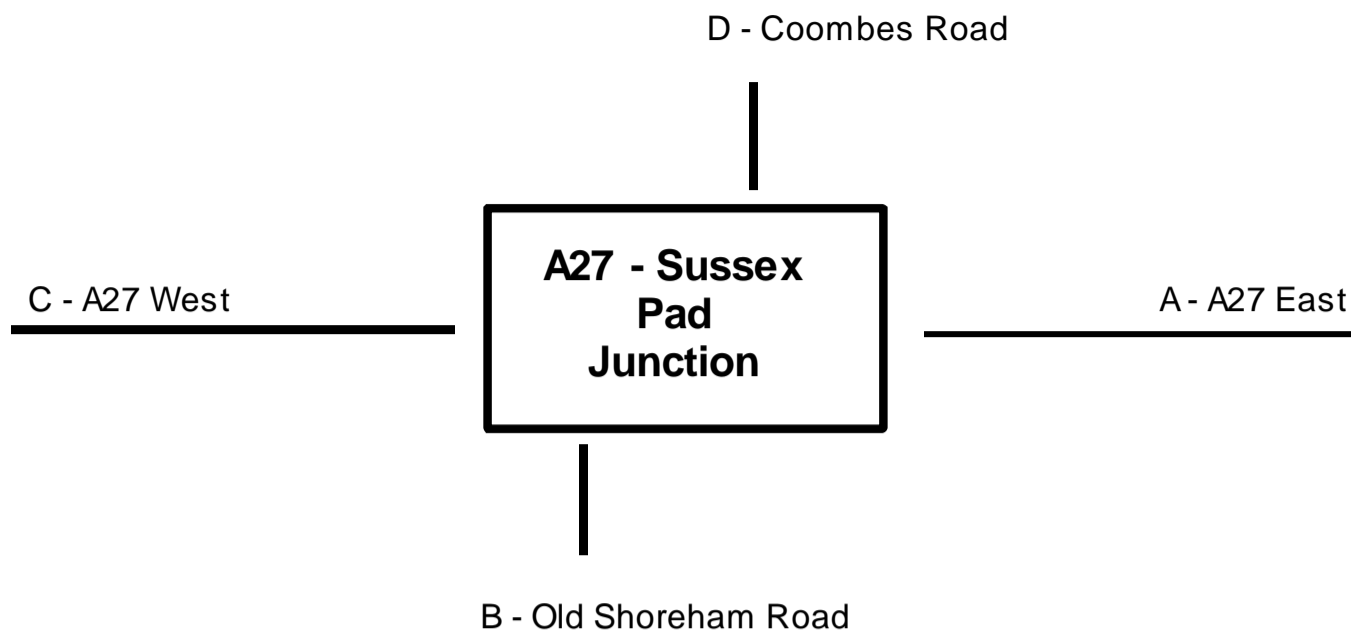 D - Coombes Road
A27 - Sussex
Pad
Junction
C - A27 West
A - A27 East
B - Old Shoreham Road